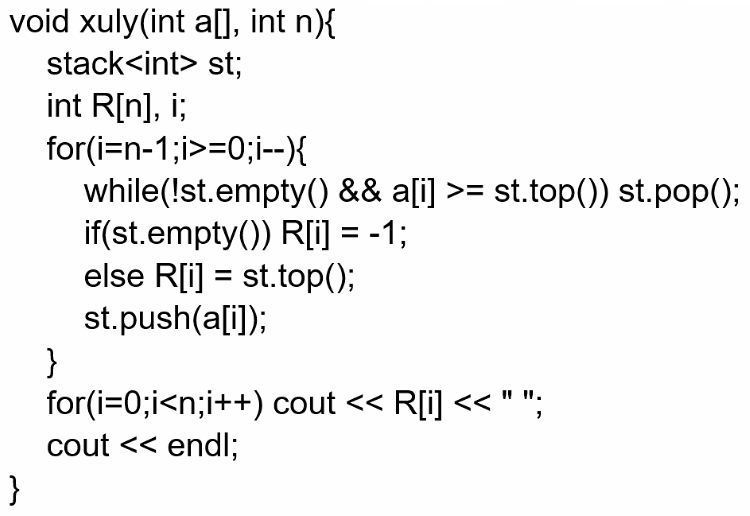 void xuly(int a[], int n){
stack<int> st;
int R[n], i;
for(i=n-1;i>=0;i--){
while(!st.empty() && a[i] >= st.top()) st.pop();
if(st.empty()) R[i] = -1;
else R[i] = st.top();
st.push(a[i]);
}
for(i=0;i<n;i++) cout << R[i] << " ";
cout << endl;
}